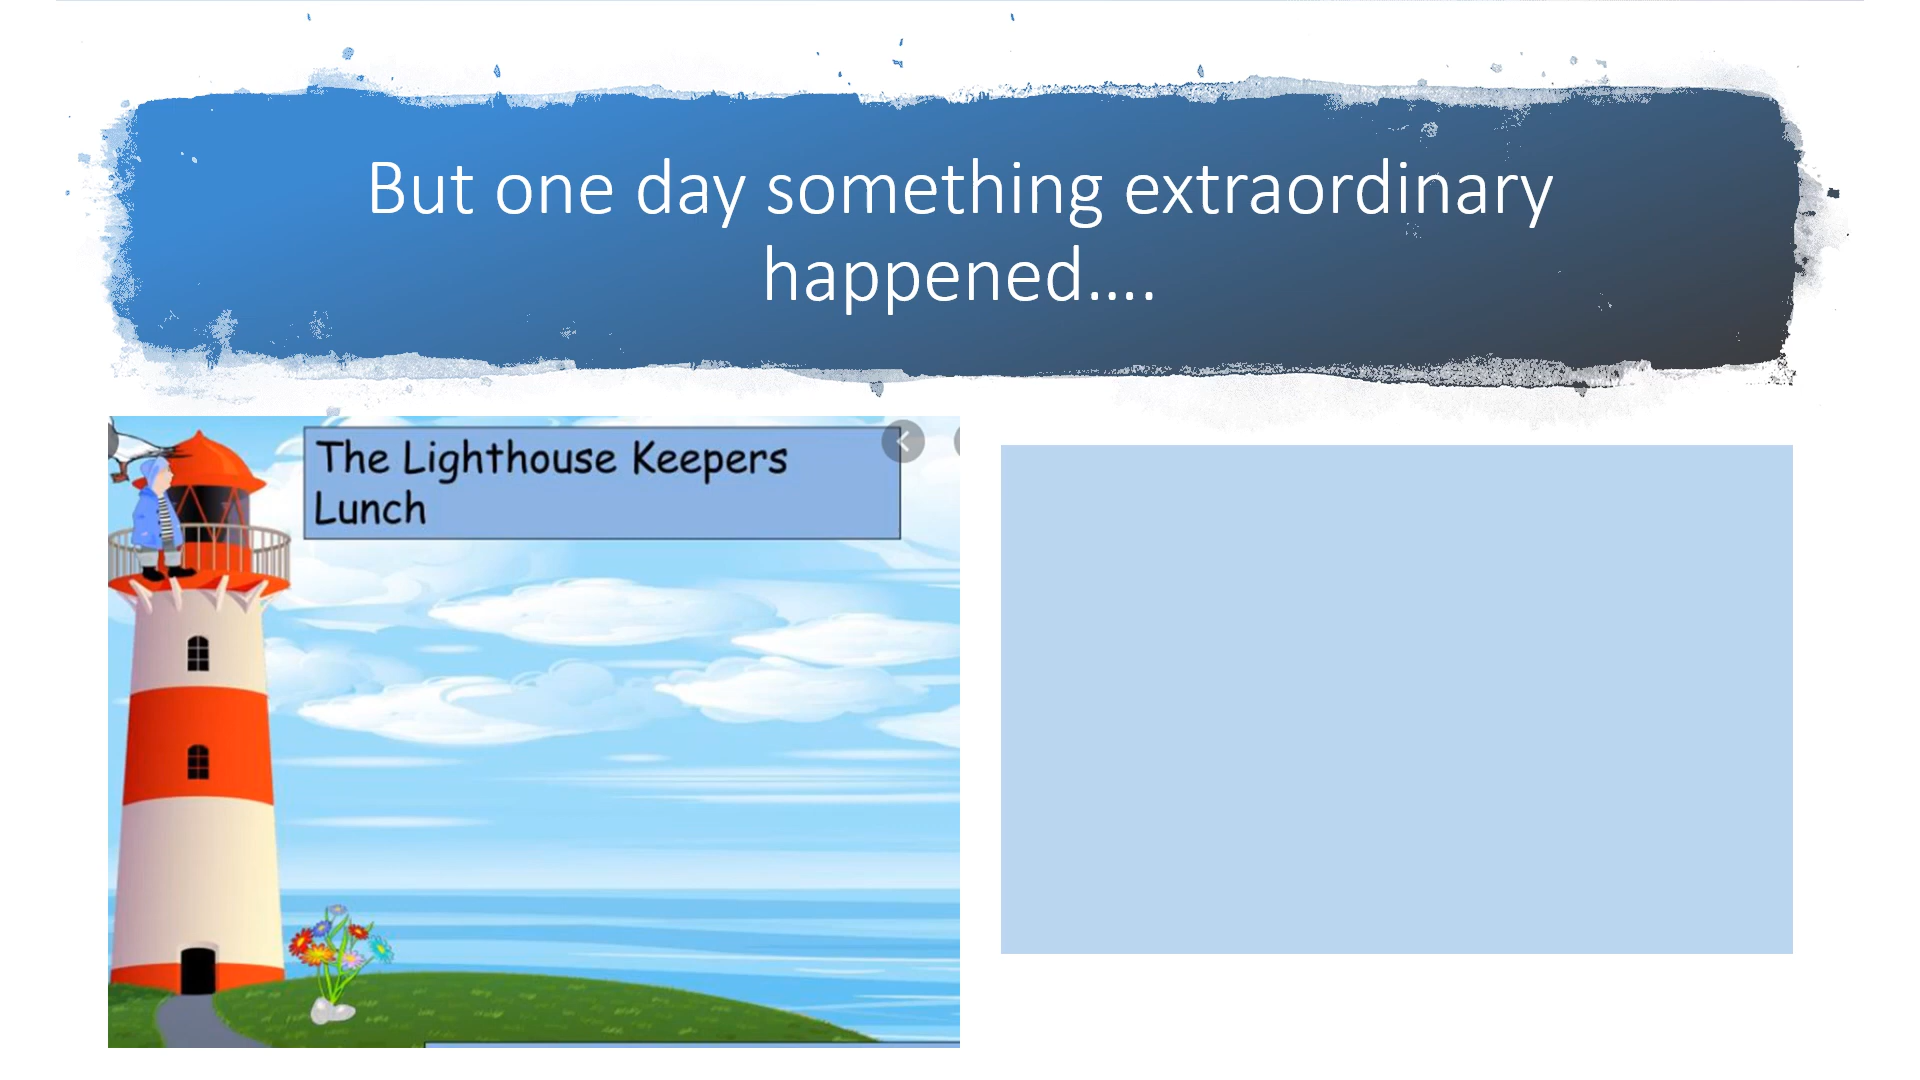 But one day something extraordinary
happened....
The Lighthouse Keepers
Lunch